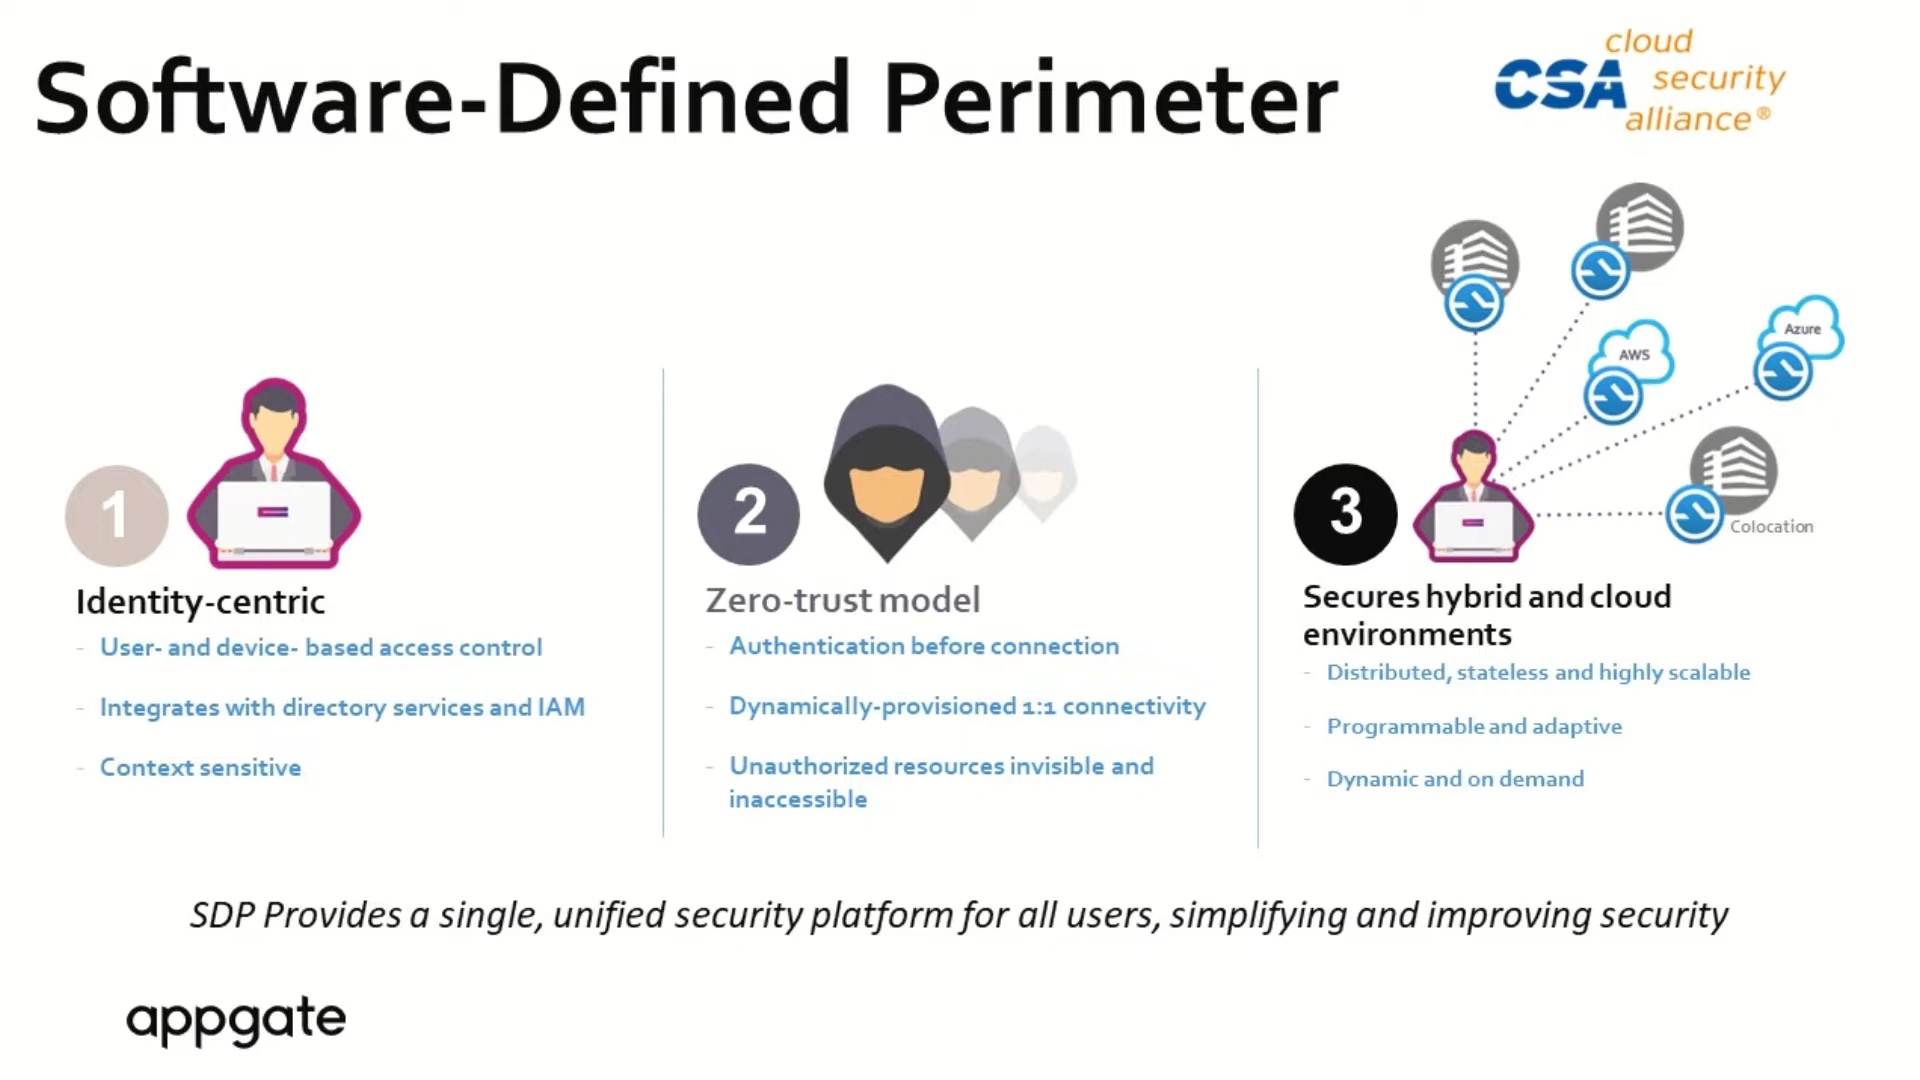 Software-Defined Perimeter
cloud
CSA security
alliance®
Azure
AWS
Colocation
1
Identity-centric
- User- and device- based access control
- Integrates with directory services and IAM
- Context sensitive
2
Zero-trust model
- Authentication before connection
- Dynamically-provisioned 1:1 connectivity
- Unauthorized resources invisible and
inaccessible
3
Secures hybrid and cloud
environments
- Distributed, stateless and highly scalable
- Programmable and adaptive
- Dynamic and on demand
SDP Provides a single, unified security platform for all users, simplifying and improving security
appgate